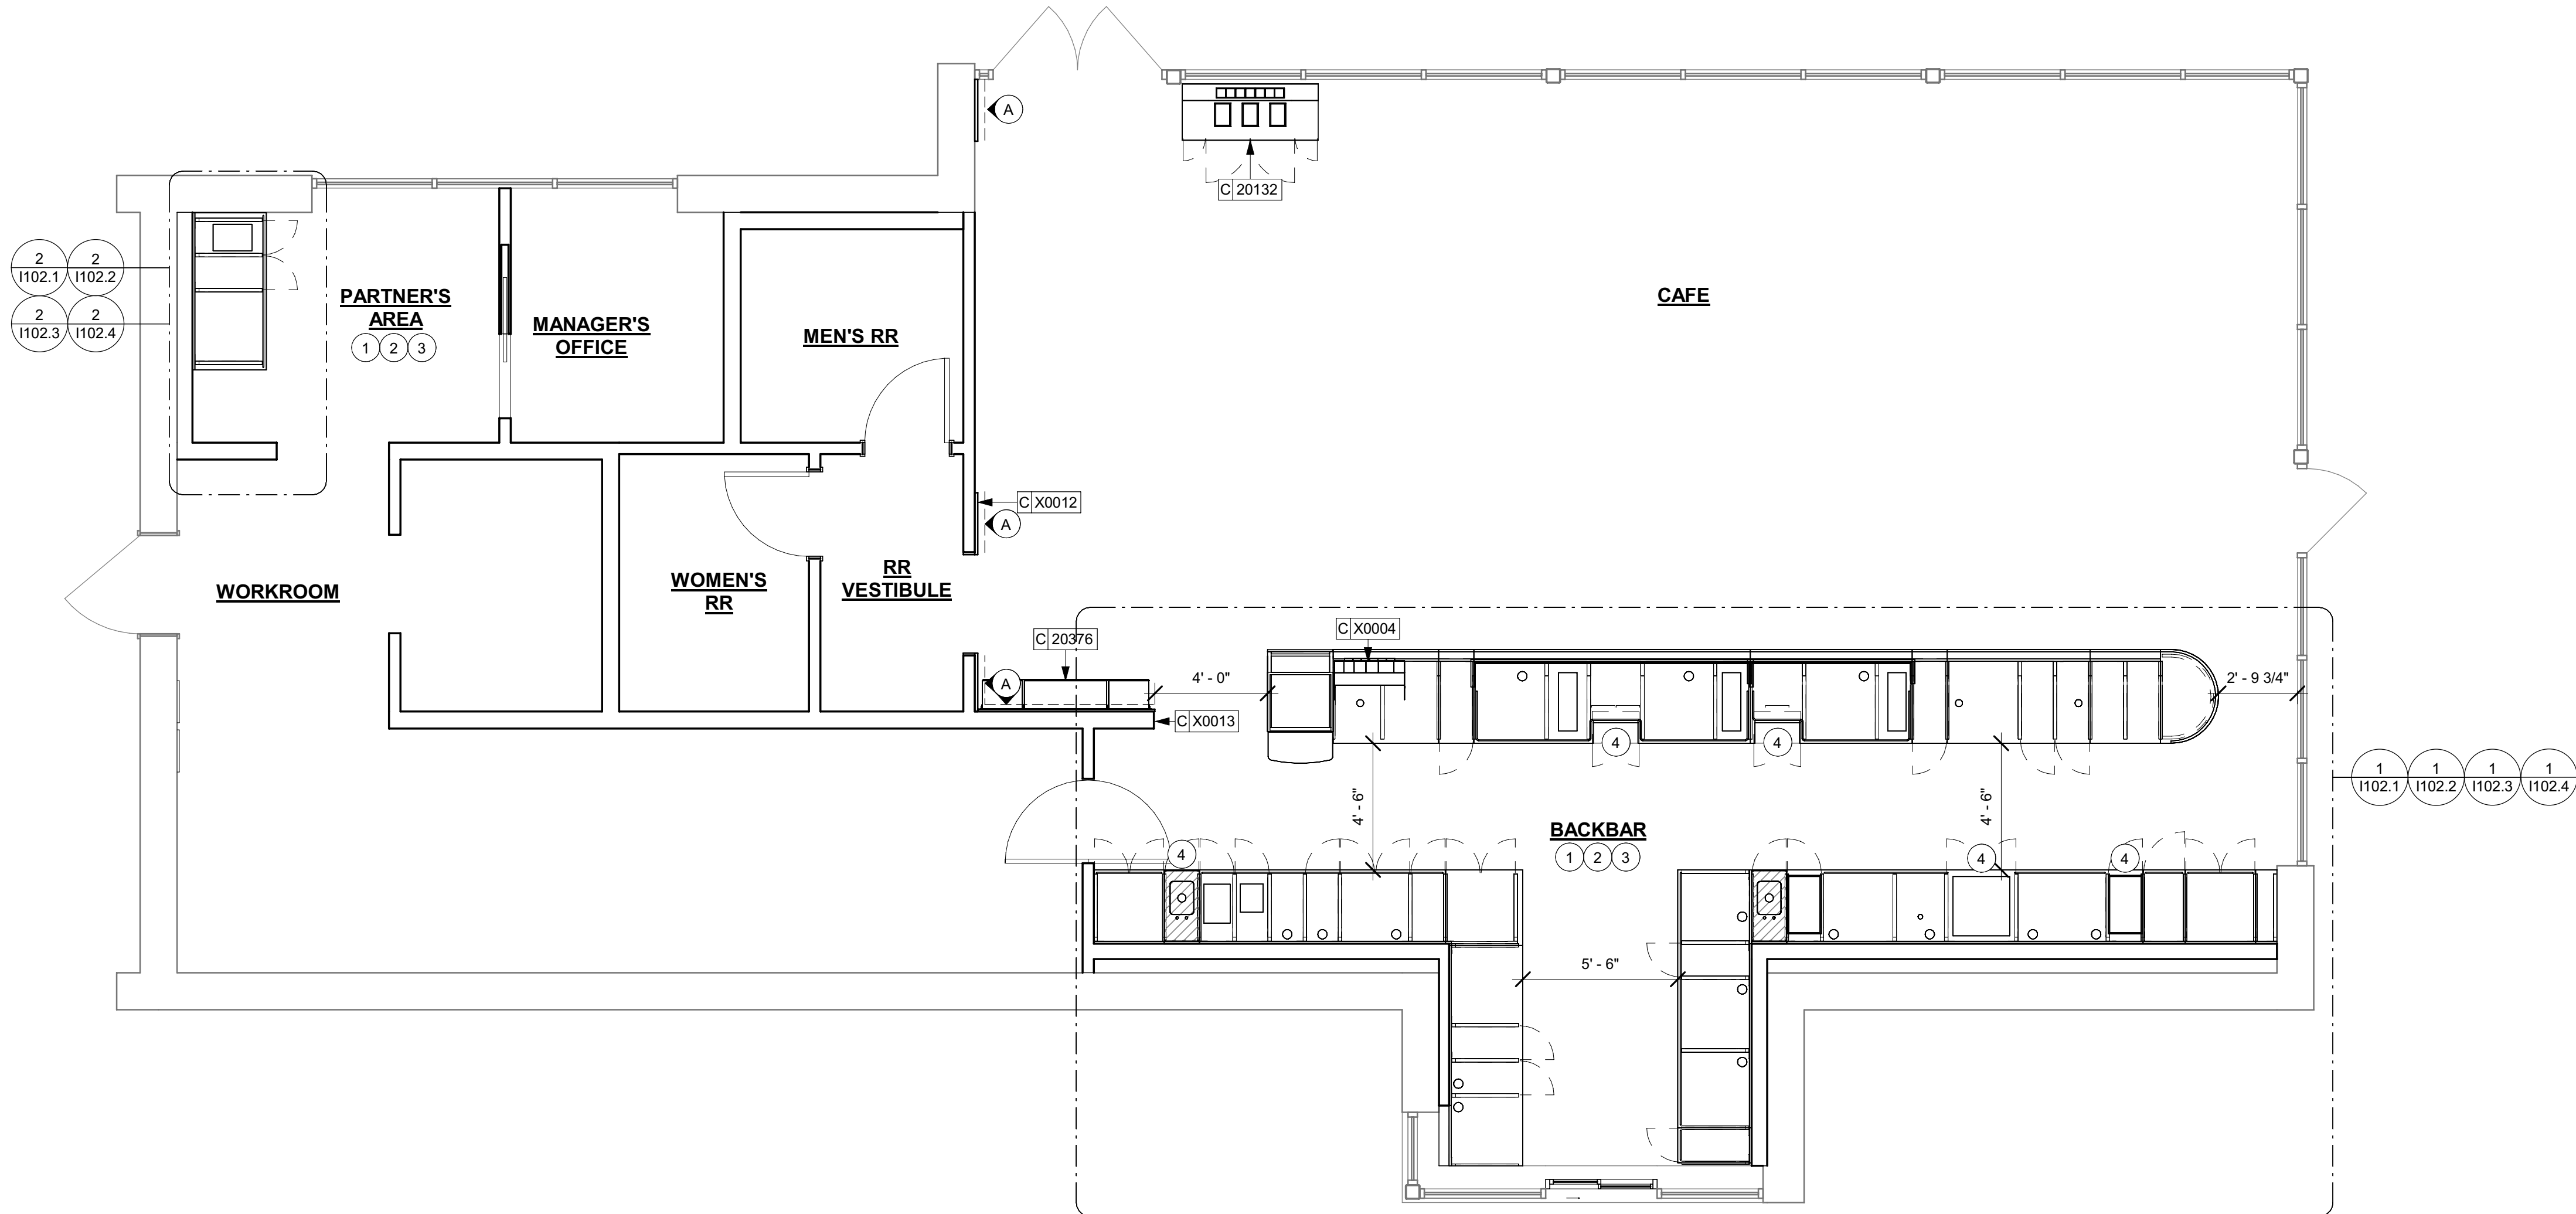 A
C 20132
2
I102.1
2
I102.2
2
I102.3
2
I102.4
PARTNER'S
AREA
1 2 3
MANAGER'S
OFFICE
MEN'S RR
CAFE
C X0012
A
WORKROOM
WOMEN'S
RR
RR
VESTIBULE
C 20376
A
C X0013
4' - 0"
C X0004
2' - 9 3/4"
4
4
1
I102.1
1
I102.2
1
I102.3
1
I102.4
4' - 6"
4' - 6"
BACKBAR
1 2 3
4
4
4
5' - 6"